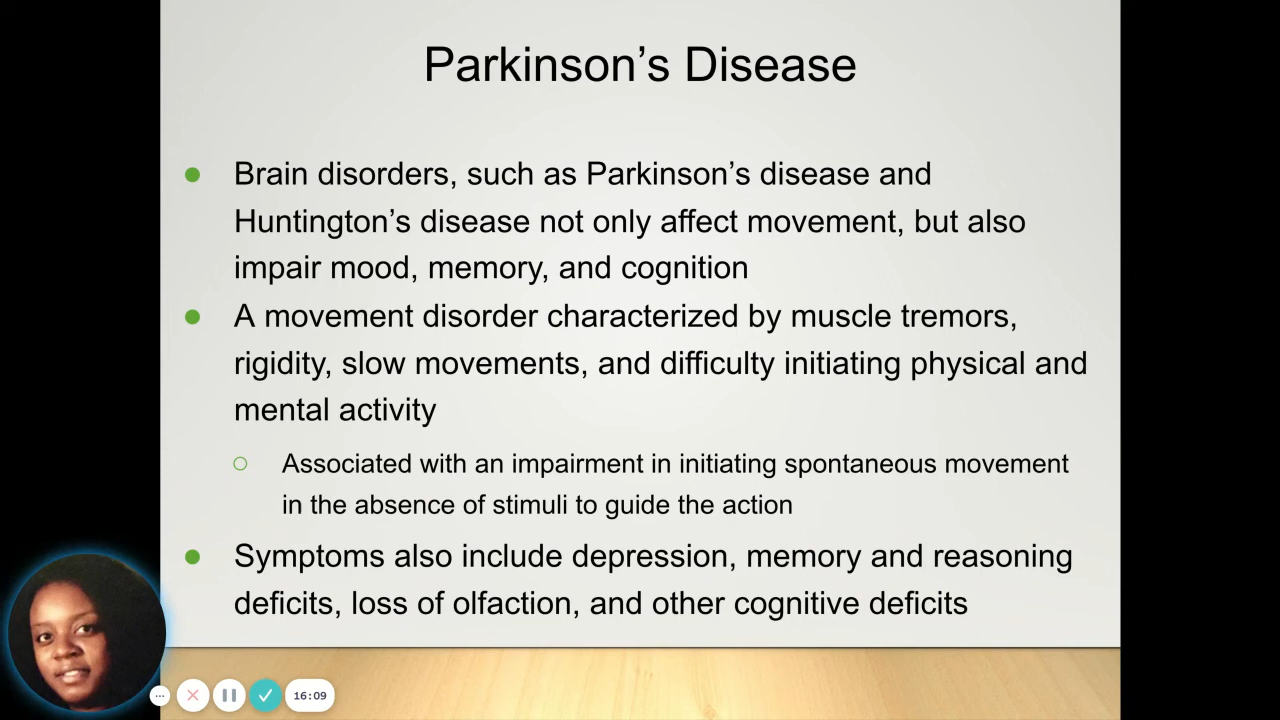 Parkinson’s Disease
Brain disorders, such as Parkinson’s disease and
Huntington’s disease not only affect movement, but also
impair mood, memory, and cognition
A movement disorder characterized by muscle tremors,
rigidity, slow movements, and difficulty initiating physical and
mental activity
Associated with an impairment in initiating spontaneous movement
in the absence of stimuli to guide the action
Symptoms also include depression, memory and reasoning
deficits, loss of olfaction, and other cognitive deficits
16:09